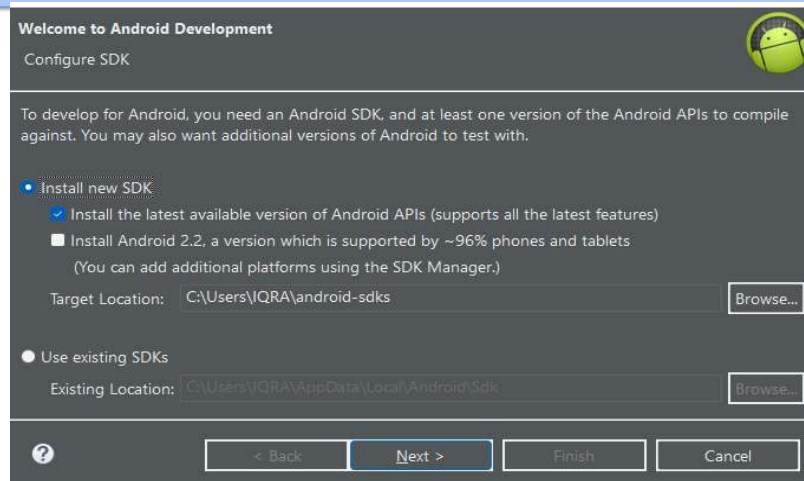 Welcome to Android Development
Configure SDK
To develop for Android, you need an Android SDK, and at least one version of the Android APIs to compile
against. You may also want additional versions of Android to test with.
Install new SDK
Install the latest available version of Android APIs (supports all the latest features)
Install Android 2.2, a version which is supported by ~96% phones and tablets
(You can add additional platforms using the SDK Manager.)
Target Location: C:\Users\IQRA\android-sdks Browse...
Use existing SDKs
Existing Location: C:\Users\IQRA\AppData\Local\Android\Sdk Browse...
? < Back Next > Finish Cancel